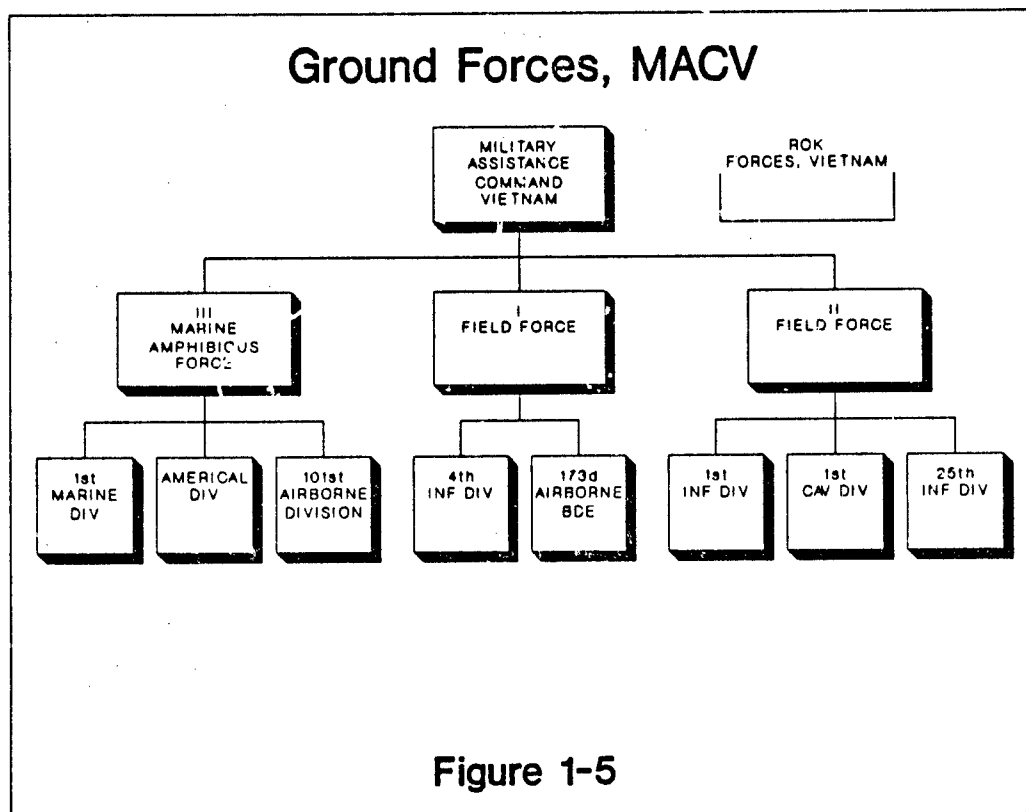 Ground Forces, MACV
MILITARY
ASSISTANCE
COMMAND
VIETNAM
ROK
FORCES, VIETNAM
III
MARINE
AMPHIBIOUS
FORCE
I
FIELD FORCE
II
FIELD FORCE
1st
MARINE
DIV
AMERICAL
DIV
101st
AIRBORNE
DIVISION
4th
INF DIV
173d
AIRBORNE
BDE
1st
INF DIV
1st
CAV DIV
25th
INF DIV
Figure 1-5